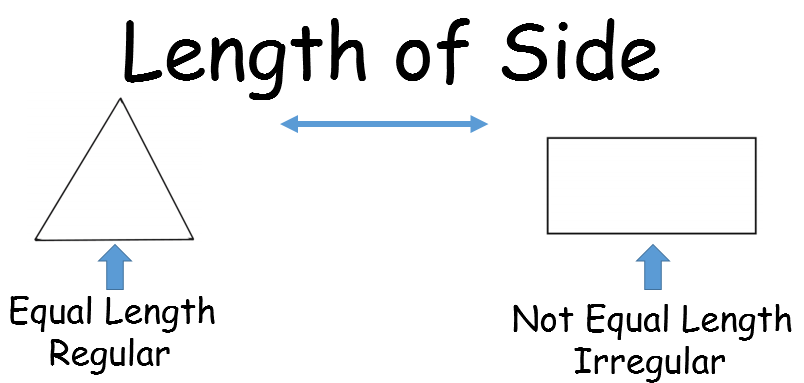 Length of Side
Equal Length
Regular
Not Equal Length
Irregular